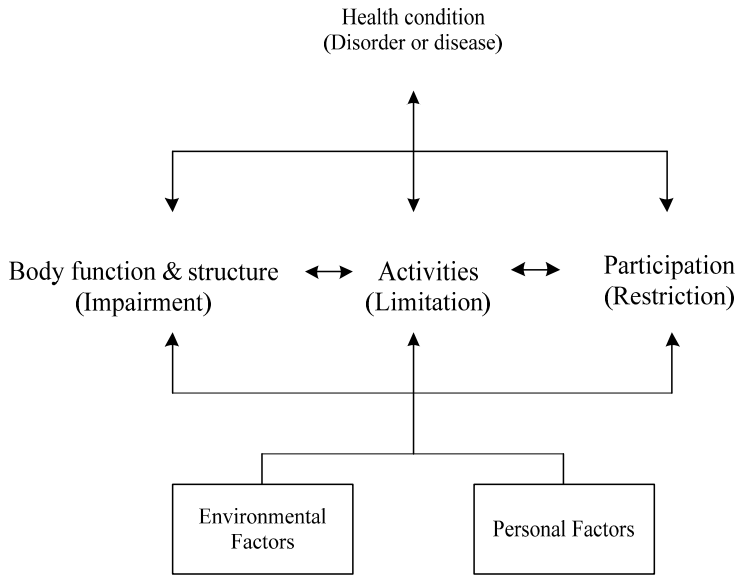 Health condition
(Disorder or disease)
Body function & structure
(Impairment)
Activities
(Limitation)
Participation
(Restriction)
Environmental
Factors
Personal Factors